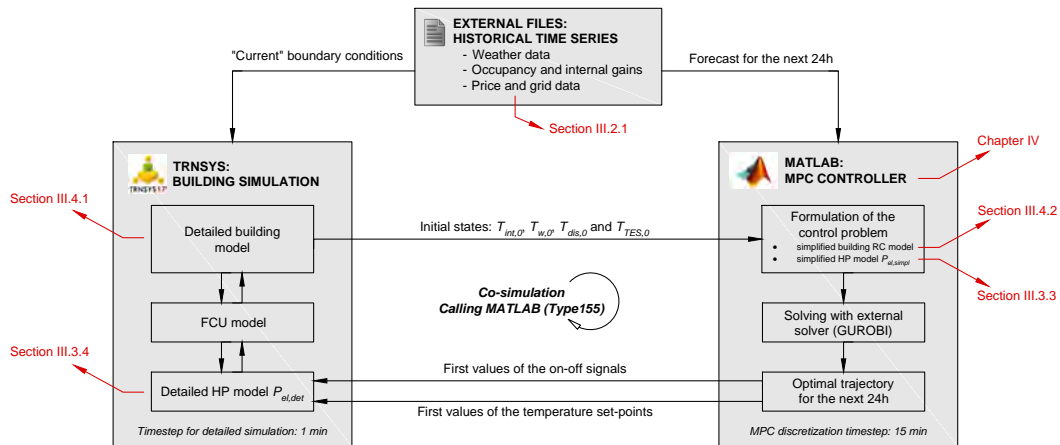 EXTERNAL FILES:
HISTORICAL TIME SERIES
- Weather data
- Occupancy and internal gains
- Price and grid data
"Current" boundary conditions
Forecast for the next 24h
Section III.2.1
TRNSYS17
TRNSYS:
BUILDING SIMULATION
Section III.4.1
Detailed building
model
FCU model
Section III.3.4
Detailed HP model P_el,det
Timestep for detailed simulation: 1 min
Initial states: T_int,0, T_w,0, T_dis,0 and T_TES,0
Co-simulation
Calling MATLAB (Type155)
First values of the on-off signals
First values of the temperature set-points
MATLAB:
MPC CONTROLLER
Chapter IV
Formulation of the
control problem
• simplified building RC model
• simplified HP model P_el,simpl
Section III.4.2
Section III.3.3
Solving with external
solver (GUROBI)
Optimal trajectory
for the next 24h
MPC discretization timestep: 15 min